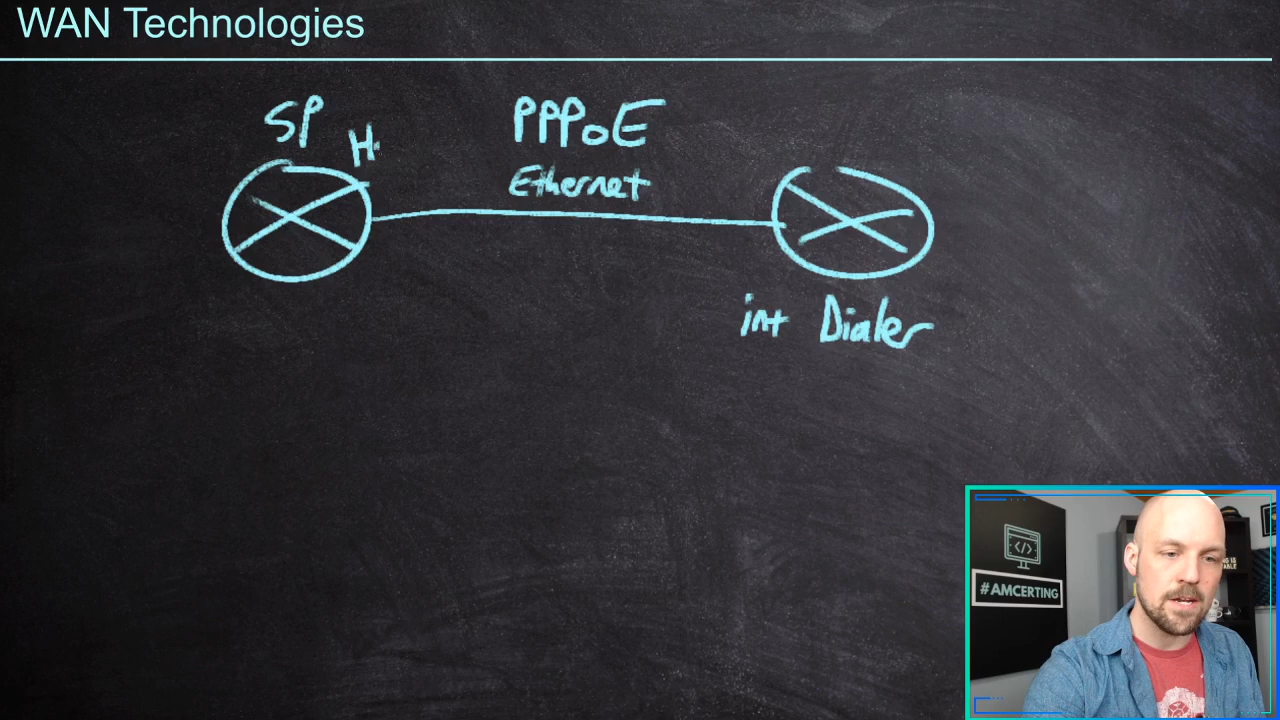 WAN Technologies
SP
H
PPPoE
Ethernet
int Dialer
#AMCERTING